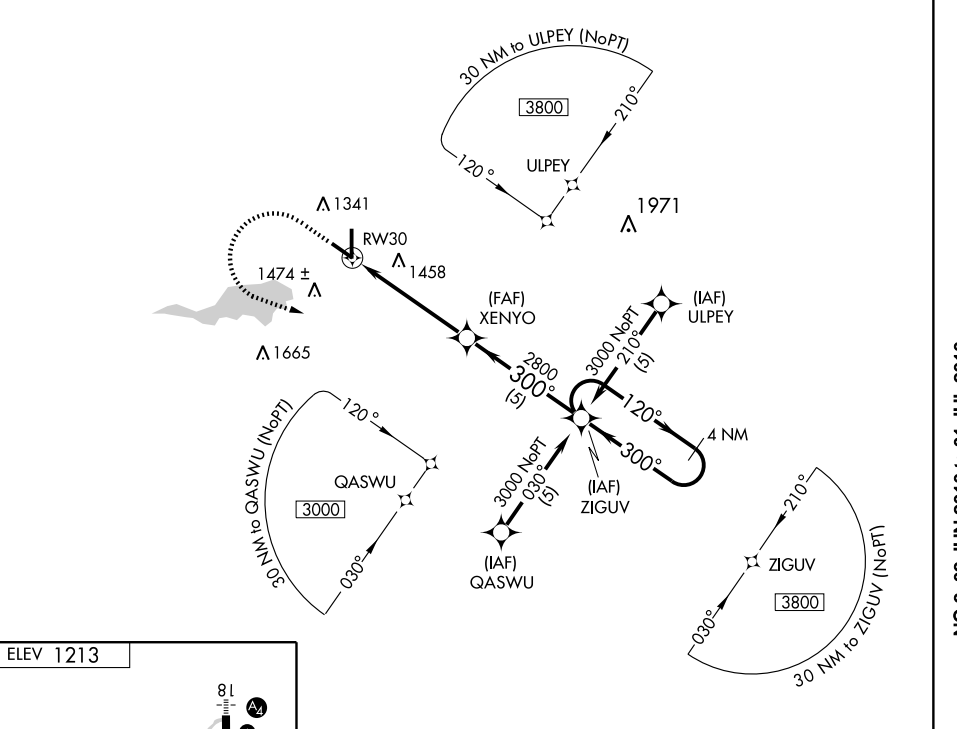 30 NM to ULPEY (NoPT)
3800
210°
120°
ULPEY
1971
1341
RW30
1458
1474 ±
1665
(FAF)
XENYO
(IAF)
ULPEY
3000 NoPT
210°
(5)
2800
300°
(5)
120°
300°
4 NM
3000 NoPT
030°
(5)
(IAF)
ZIGUV
(IAF)
QASWU
30 NM to QASWU (NoPT)
120°
QASWU
3000
030°
210°
ZIGUV
3800
030°
30 NM to ZIGUV (NoPT)
ELEV 1213
18
A4